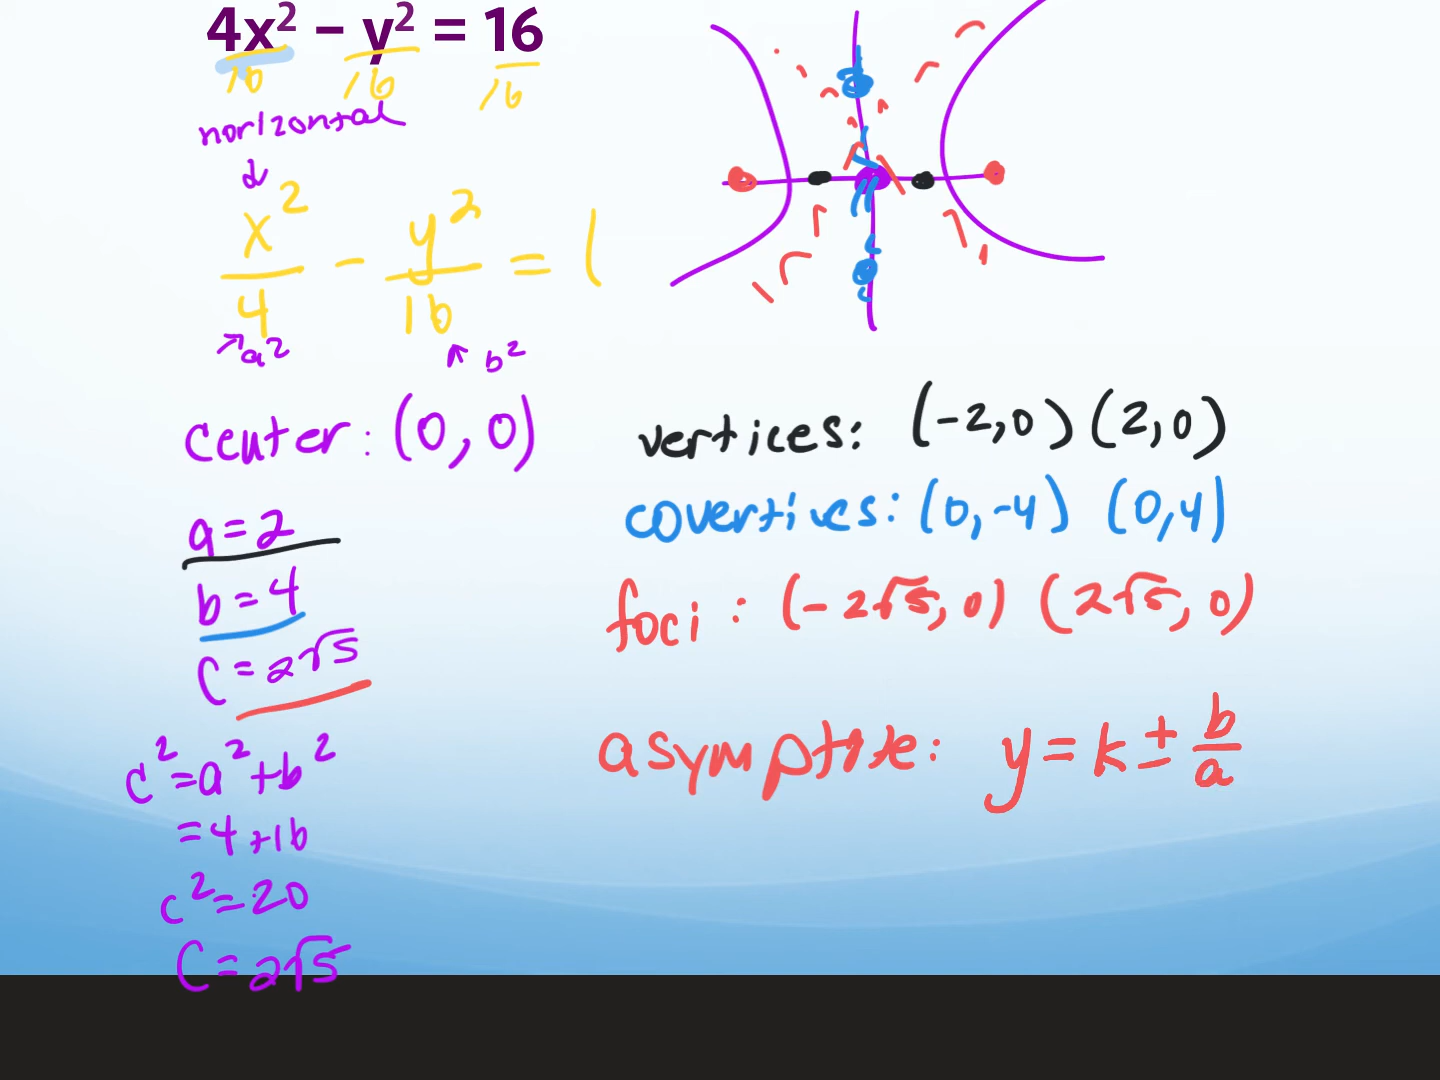 4x² − y² = 16
16 16 16
horizontal
x²/4 − y²/16 = 1
a² b²
center: (0, 0)
a = 2
b = 4
c = 2√5
c² = a² + b²
= 4 + 16
c² = 20
c = 2√5
vertices: (-2,0) (2,0)
covertices: (0,-4) (0,4)
foci: (-2√5, 0) (2√5, 0)
asymptote: y = k ± b/a